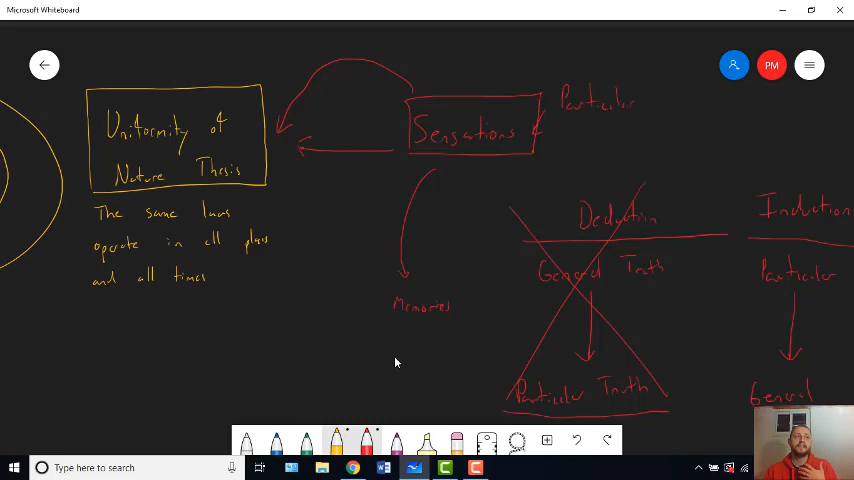 Microsoft Whiteboard
PM
Uniformity of
Nature Thesis
The same laws
operate in all places
and all times
Sensations
Particular
Memories
Deduction
General Truth
Particular Truth
Induction
Particular
General
Type here to search